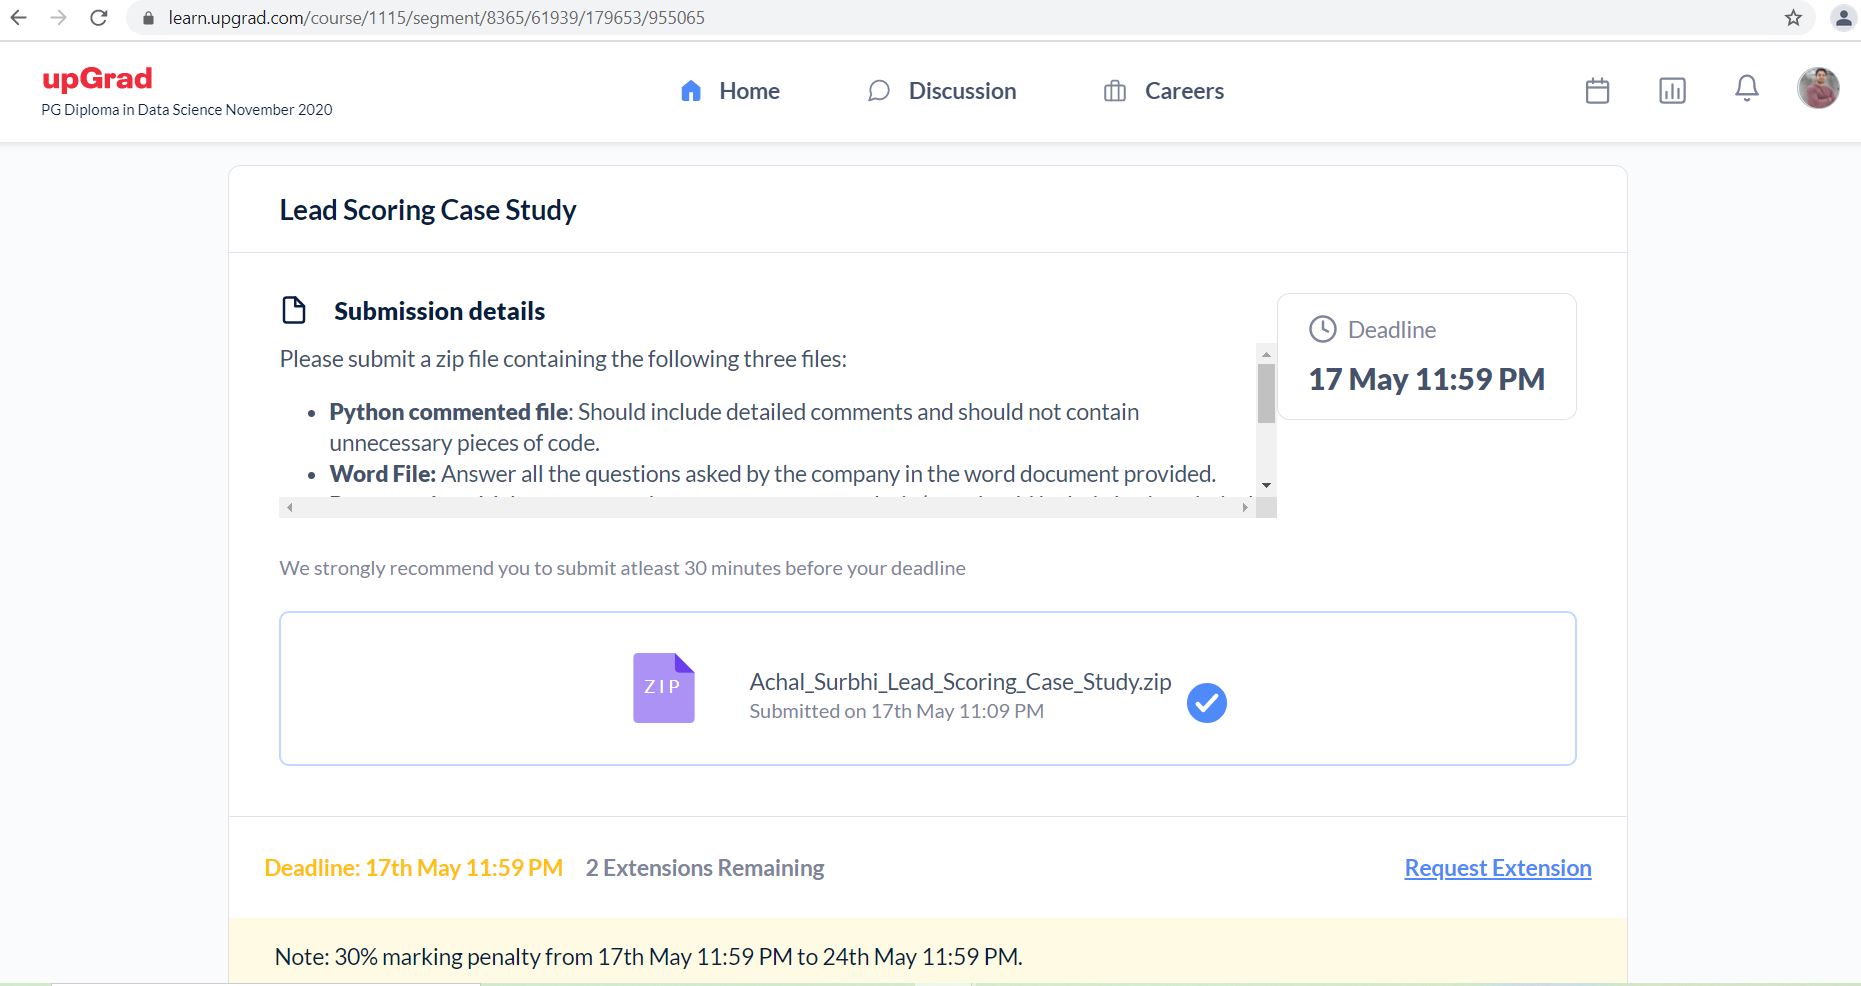 learn.upgrad.com/course/1115/segment/8365/61939/179653/955065
upGrad
PG Diploma in Data Science November 2020
Home
Discussion
Careers
Lead Scoring Case Study
Submission details
Please submit a zip file containing the following three files:
Python commented file: Should include detailed comments and should not contain
unnecessary pieces of code.
Word File: Answer all the questions asked by the company in the word document provided.
Deadline
17 May 11:59 PM
We strongly recommend you to submit atleast 30 minutes before your deadline
ZIP
Achal_Surbhi_Lead_Scoring_Case_Study.zip
Submitted on 17th May 11:09 PM
Deadline: 17th May 11:59 PM
2 Extensions Remaining
Request Extension
Note: 30% marking penalty from 17th May 11:59 PM to 24th May 11:59 PM.